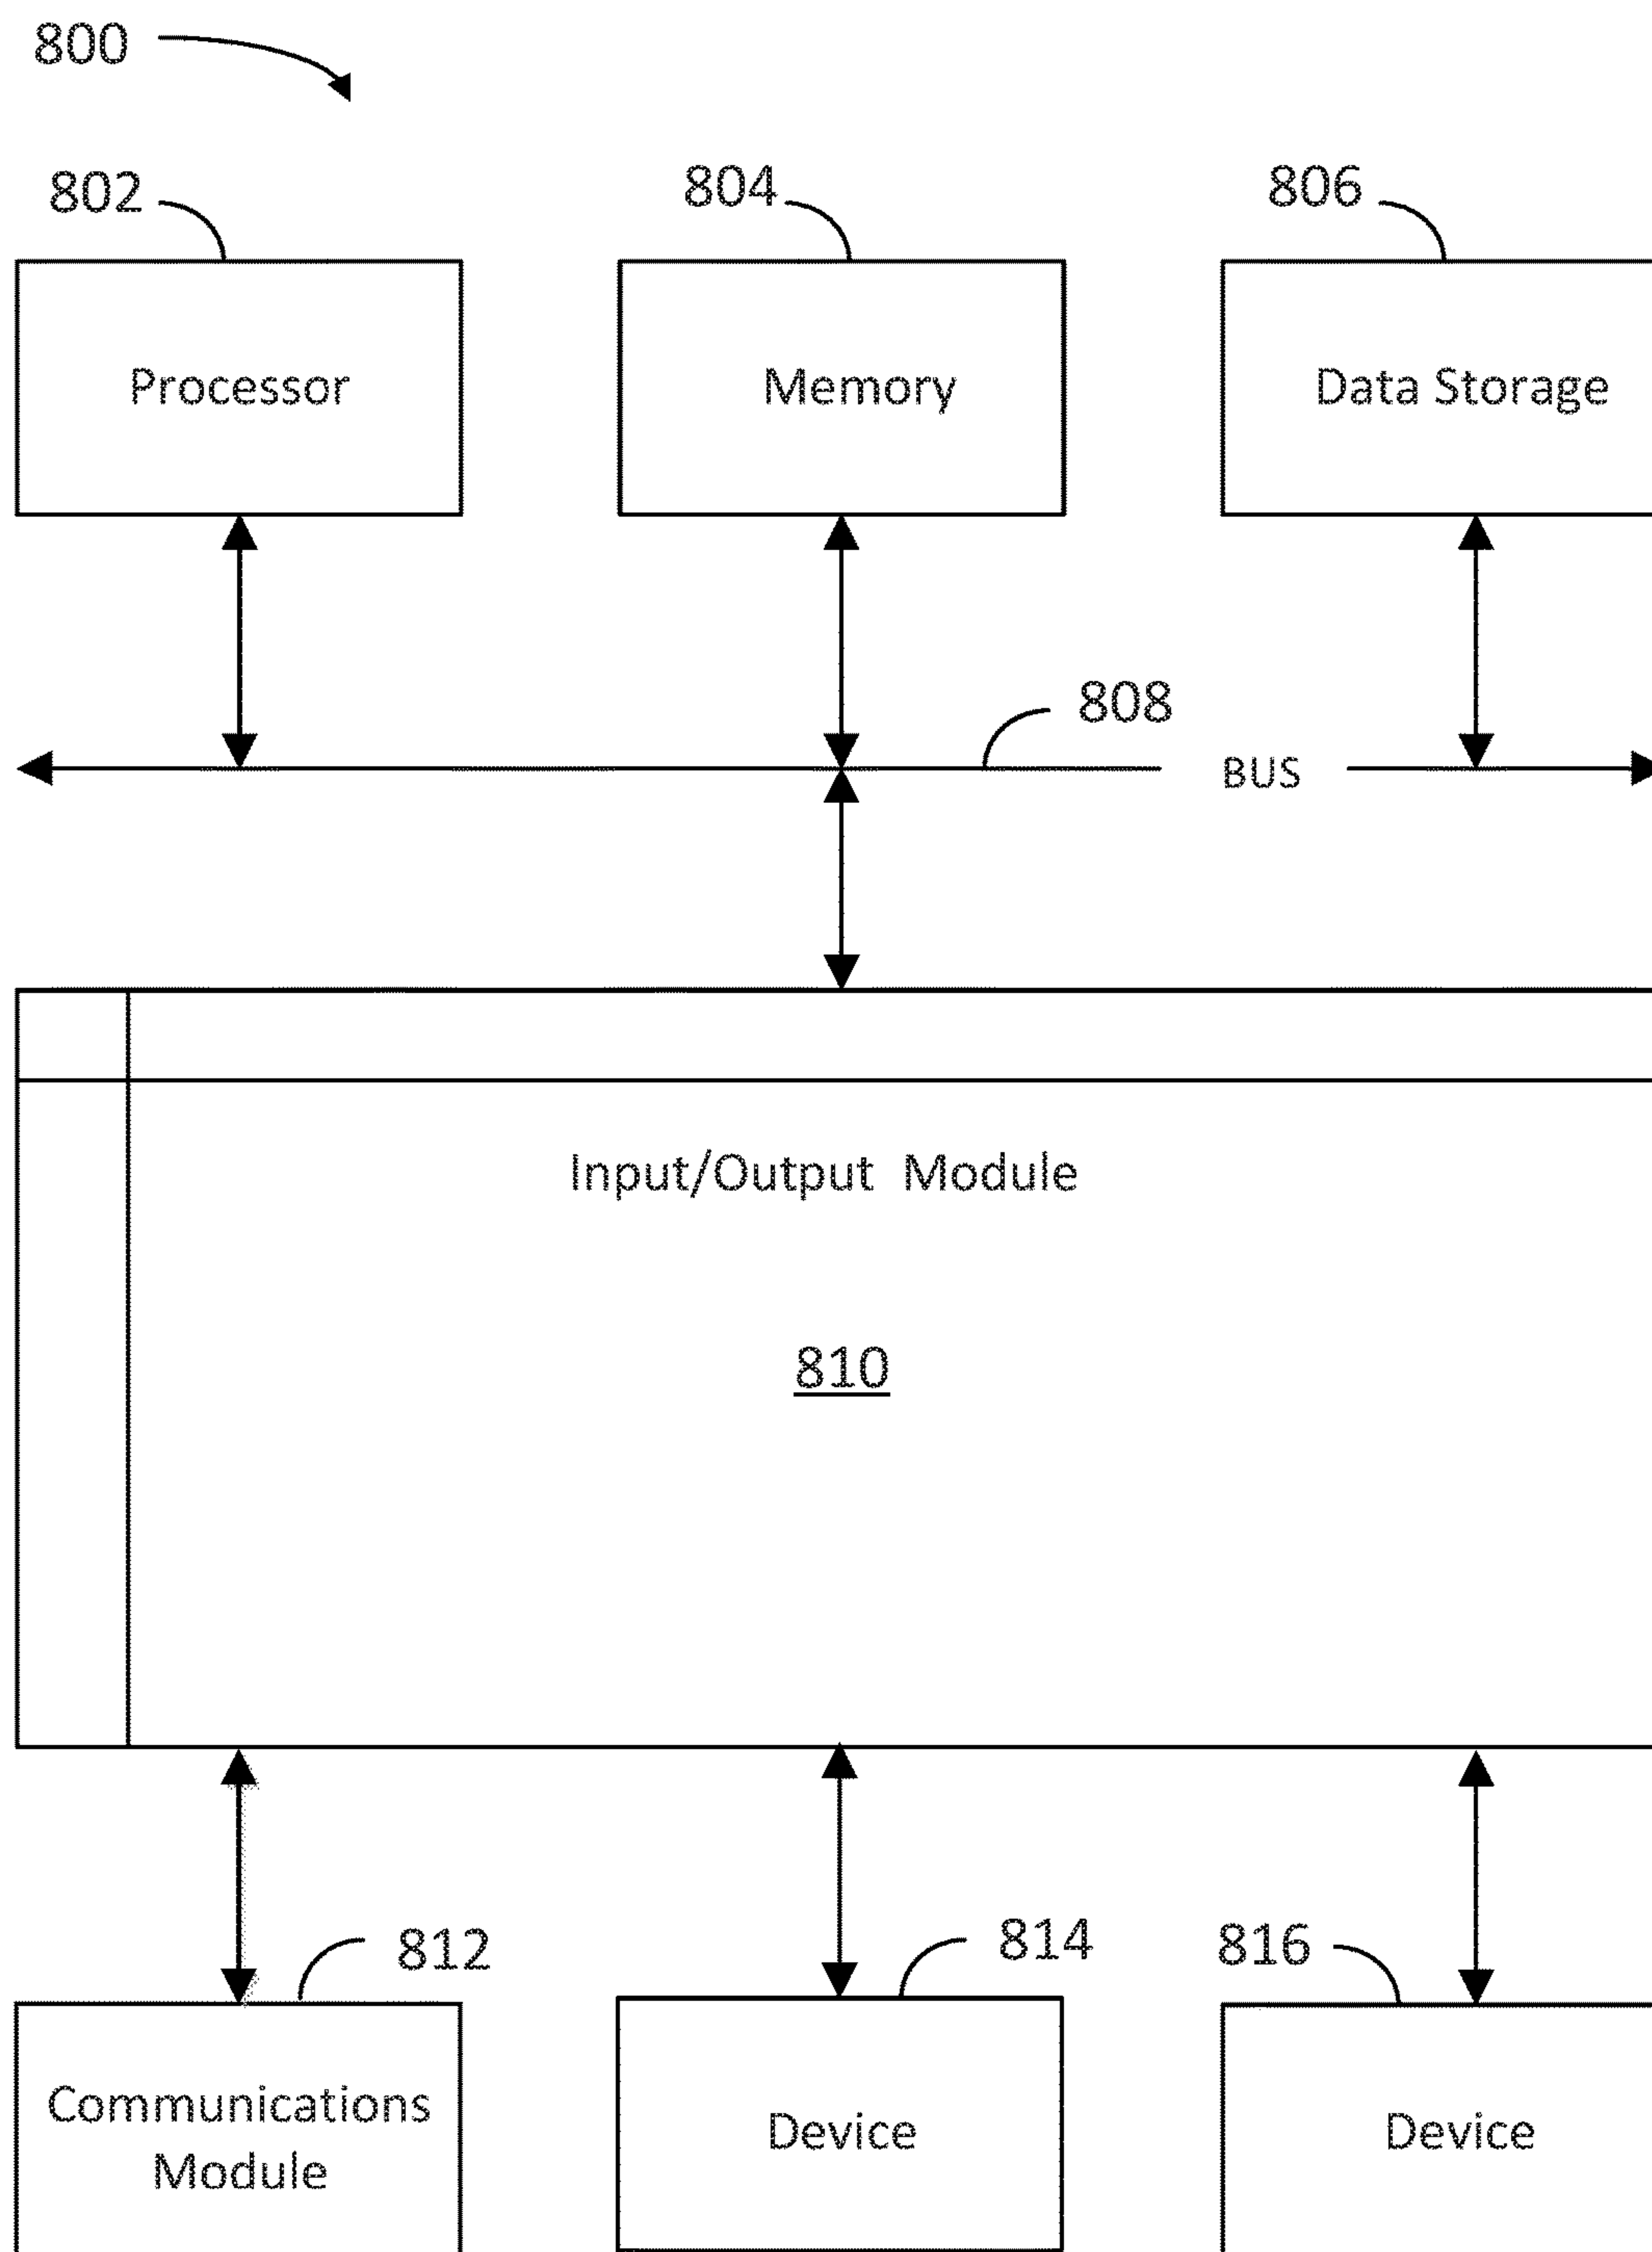 800
802
804
806
Processor
Memory
Data Storage
808
BUS
Input/Output Module
810
812
814
816
Communications
Module
Device
Device